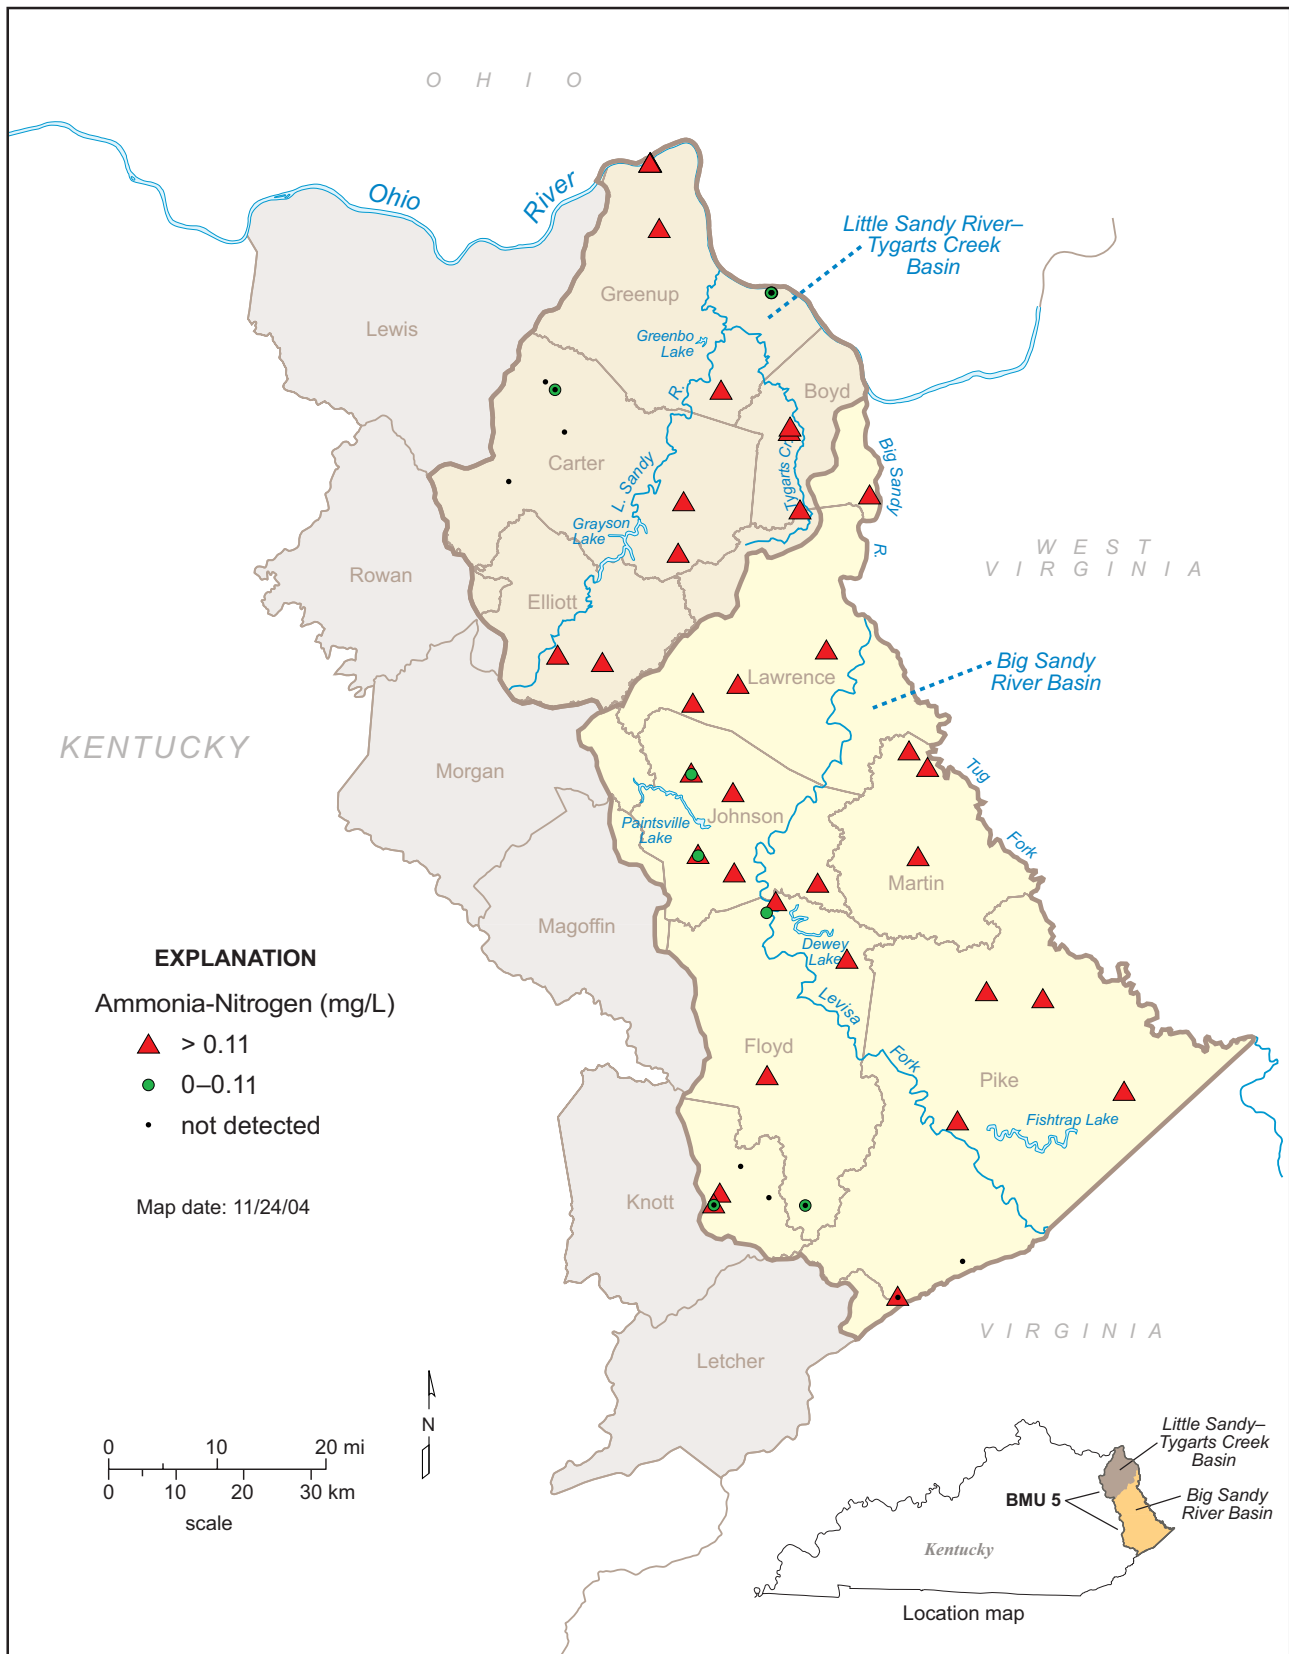 OHIO
Ohio
River
Little Sandy River–
Tygarts Creek
Basin
Greenup
Lewis
Greenbo
Lake
R.
Boyd
Big Sandy
Carter
L. Sandy
Tygarts Cr.
Grayson
Lake
R.
WEST
VIRGINIA
Rowan
Elliott
Big Sandy
River Basin
Lawrence
KENTUCKY
Morgan
Tug
Paintsville
Lake
Johnson
Fork
Martin
Magoffin
Dewey
Lake
EXPLANATION
Ammonia-Nitrogen (mg/L)
> 0.11
0–0.11
not detected
Levisa
Floyd
Fork
Pike
Fishtrap Lake
Map date: 11/24/04
Knott
VIRGINIA
Letcher
N
0 10 20 mi
0 10 20 30 km
scale
Little Sandy–
Tygarts Creek
Basin
BMU 5
Big Sandy
River Basin
Kentucky
Location map